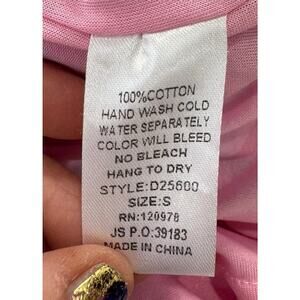 100%COTTON
HAND WASH COLD
WATER SEPARATELY
COLOR WILL BLEED
NO BLEACH
HANG TO DRY
STYLE:D25600
SIZE:S
RN:120978
JS P.O:39183
MADE IN CHINA